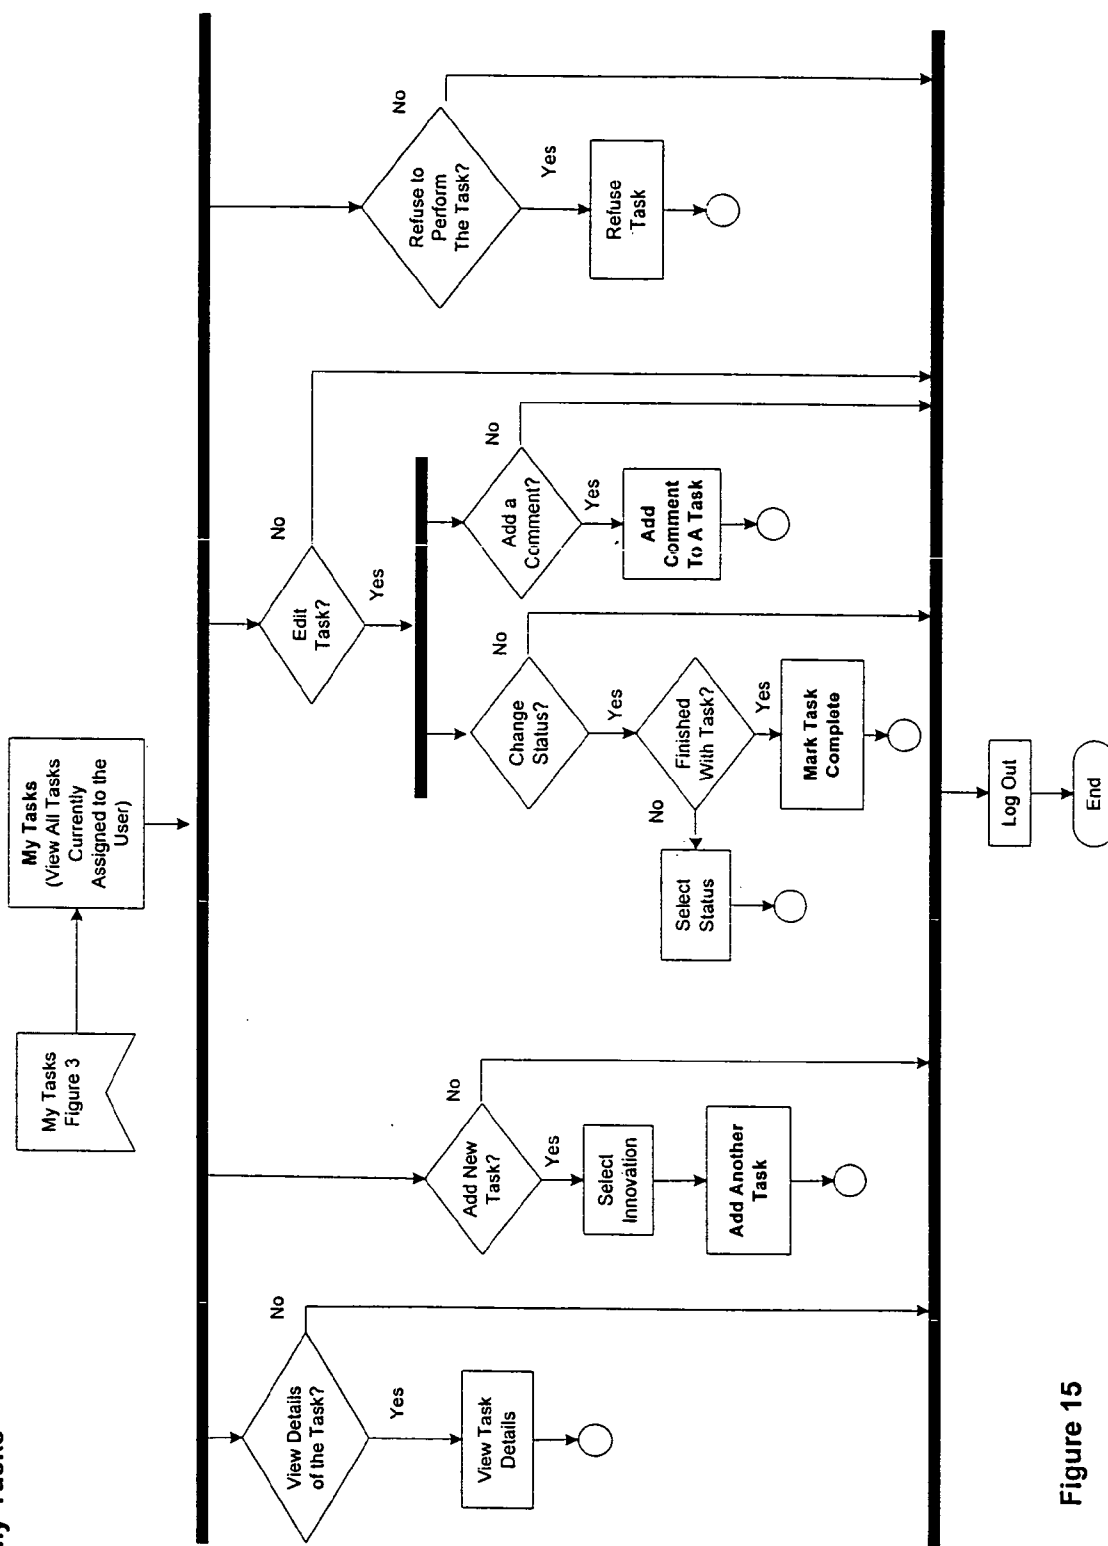 My Tasks
My Tasks
Figure 3
My Tasks
(View All Tasks
Currently
Assigned to the
User)
View Details
of the Task?
No
Yes
View Task
Details
Add New
Task?
No
Yes
Select
Innovation
Add Another
Task
Edit
Task?
No
Yes
Change
Status?
No
Yes
Finished
With Task?
No
Yes
Select
Status
Mark Task
Complete
Add a
Comment?
No
Yes
Add
Comment
To A Task
Refuse to
Perform
The Task?
No
Yes
Refuse
Task
Log Out
End
Figure 15